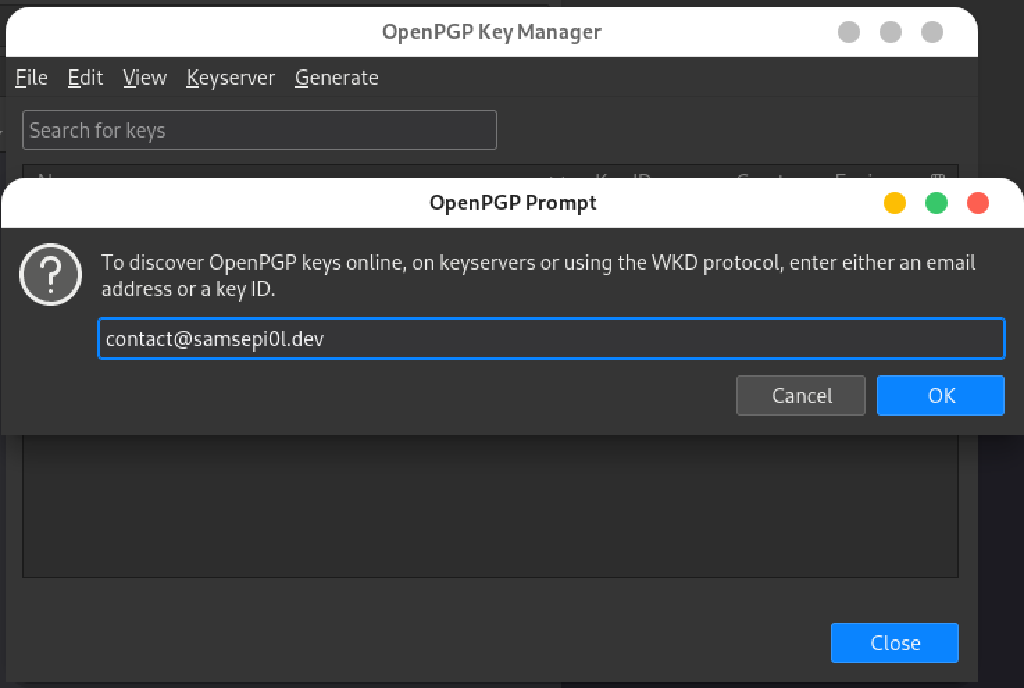 OpenPGP Key Manager
File Edit View Keyserver Generate
Search for keys
OpenPGP Prompt
To discover OpenPGP keys online, on keyservers or using the WKD protocol, enter either an email
address or a key ID.
contact@samsepi0l.dev
Cancel OK
Close